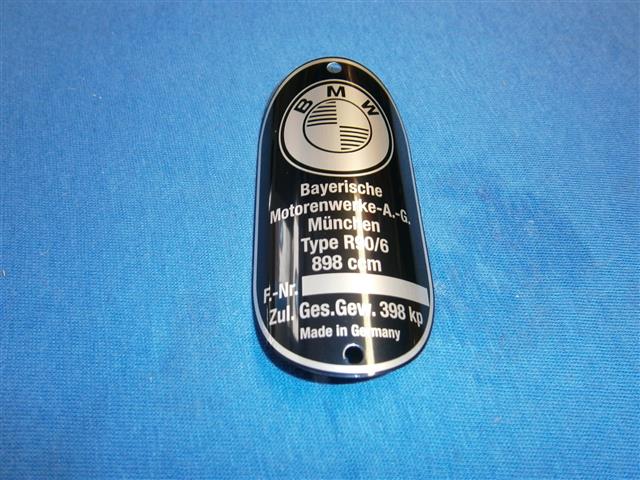 BMW
Bayerische
Motorenwerke-A.-G.
München
Type R90/6
898 ccm
F.-Nr.
Zul. Ges.Gew. 398 kp
Made in Germany